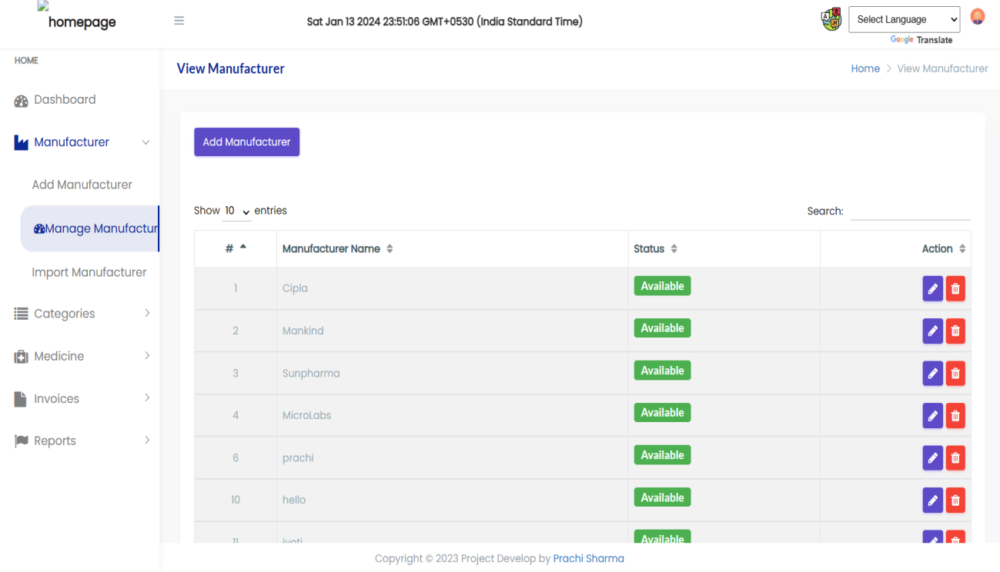 homepage
Sat Jan 13 2024 23:51:06 GMT+0530 (India Standard Time)
Select Language
Google Translate
HOME
View Manufacturer
Home > View Manufacturer
Dashboard
Manufacturer
Add Manufacturer
Manage Manufactur
Import Manufacturer
Categories
Medicine
Invoices
Reports
Add Manufacturer
Show 10 entries
Search:
# Manufacturer Name Status Action
1 Cipla Available
2 Mankind Available
3 Sunpharma Available
4 MicroLabs Available
6 prachi Available
10 hello Available
11 jyoti Available
Copyright © 2023 Project Develop by Prachi Sharma